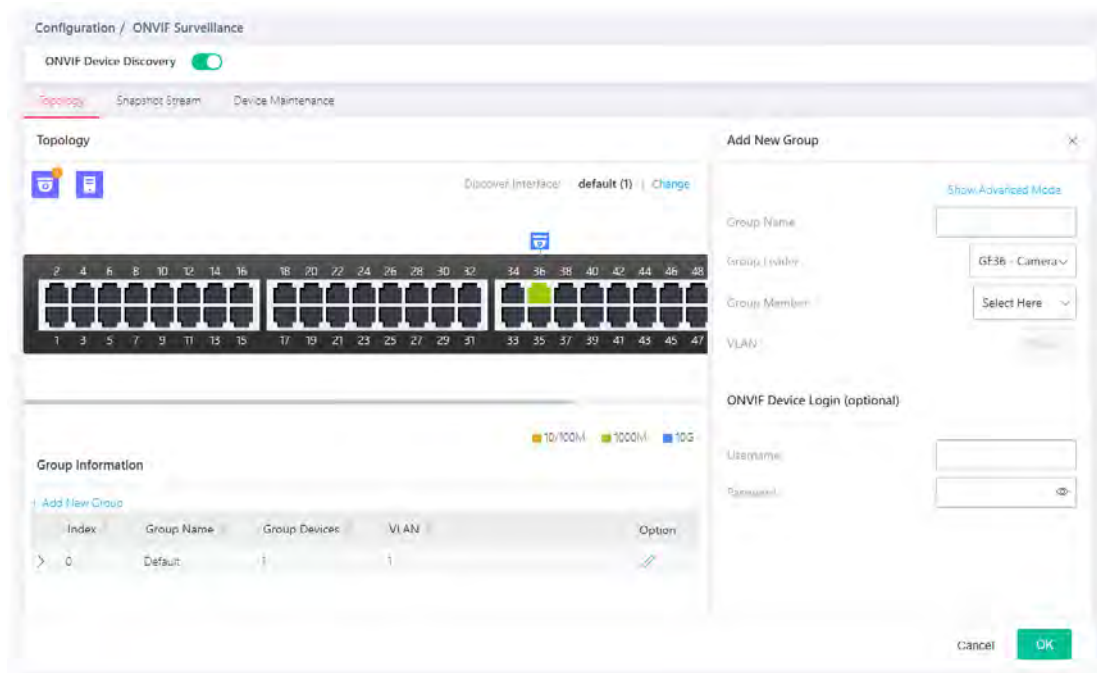 Configuration / ONVIF Surveillance
ONVIF Device Discovery
Topology Snapshot Stream Device Maintenance
Topology
Discover Interface: default (1) | Change
2 4 6 8 10 12 14 16 18 20 22 24 26 28 30 32 34 36 38 40 42 44 46 48
1 3 5 7 9 11 13 15 17 19 21 23 25 27 29 31 33 35 37 39 41 43 45 47
10/100M 1000M 10G
Group Information
+ Add New Group
Index Group Name Group Devices VLAN Option
0 Default 1 1
Add New Group
Show Advanced Mode
Group Name
Group Leader GE36 - Camera
Group Member Select Here
VLAN
ONVIF Device Login (optional)
Username
Password
Cancel OK